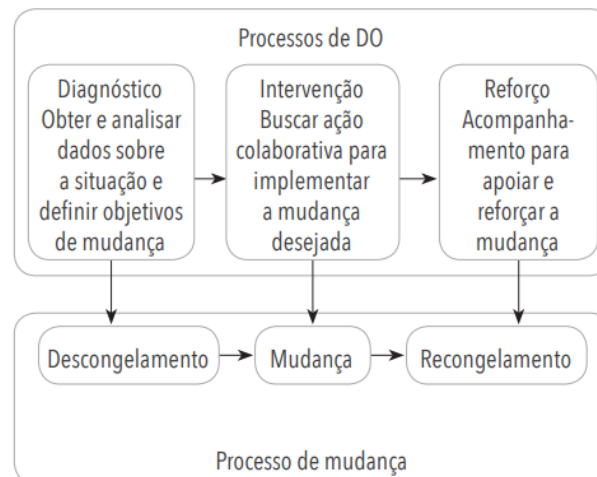 Processos de DO
Diagnóstico
Obter e analisar
dados sobre
a situação e
definir objetivos
de mudança
Intervenção
Buscar ação
colaborativa para
implementar
a mudança
desejada
Reforço
Acompanha-
mento para
apoiar e
reforçar a
mudança
Descongelamento
Mudança
Recongelamento
Processo de mudança